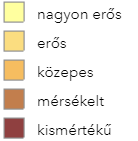 nagyon erős
erős
közepes
mérsékelt
kismértékű